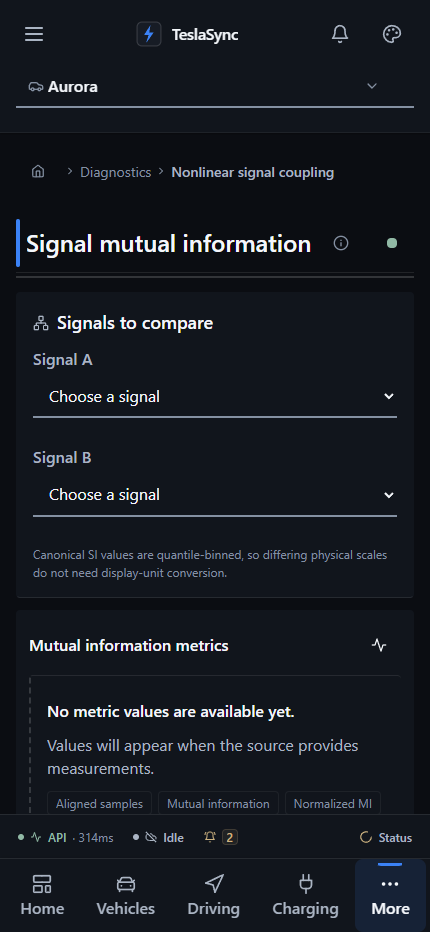 TeslaSync
Aurora
Diagnostics
Nonlinear signal coupling
Signal mutual information
Signals to compare
Signal A
Choose a signal
Signal B
Choose a signal
Canonical SI values are quantile-binned, so differing physical scales
do not need display-unit conversion.
Mutual information metrics
No metric values are available yet.
Values will appear when the source provides
measurements.
Aligned samples
Mutual information
Normalized MI
API · 314ms
Idle
2
Status
Home
Vehicles
Driving
Charging
More